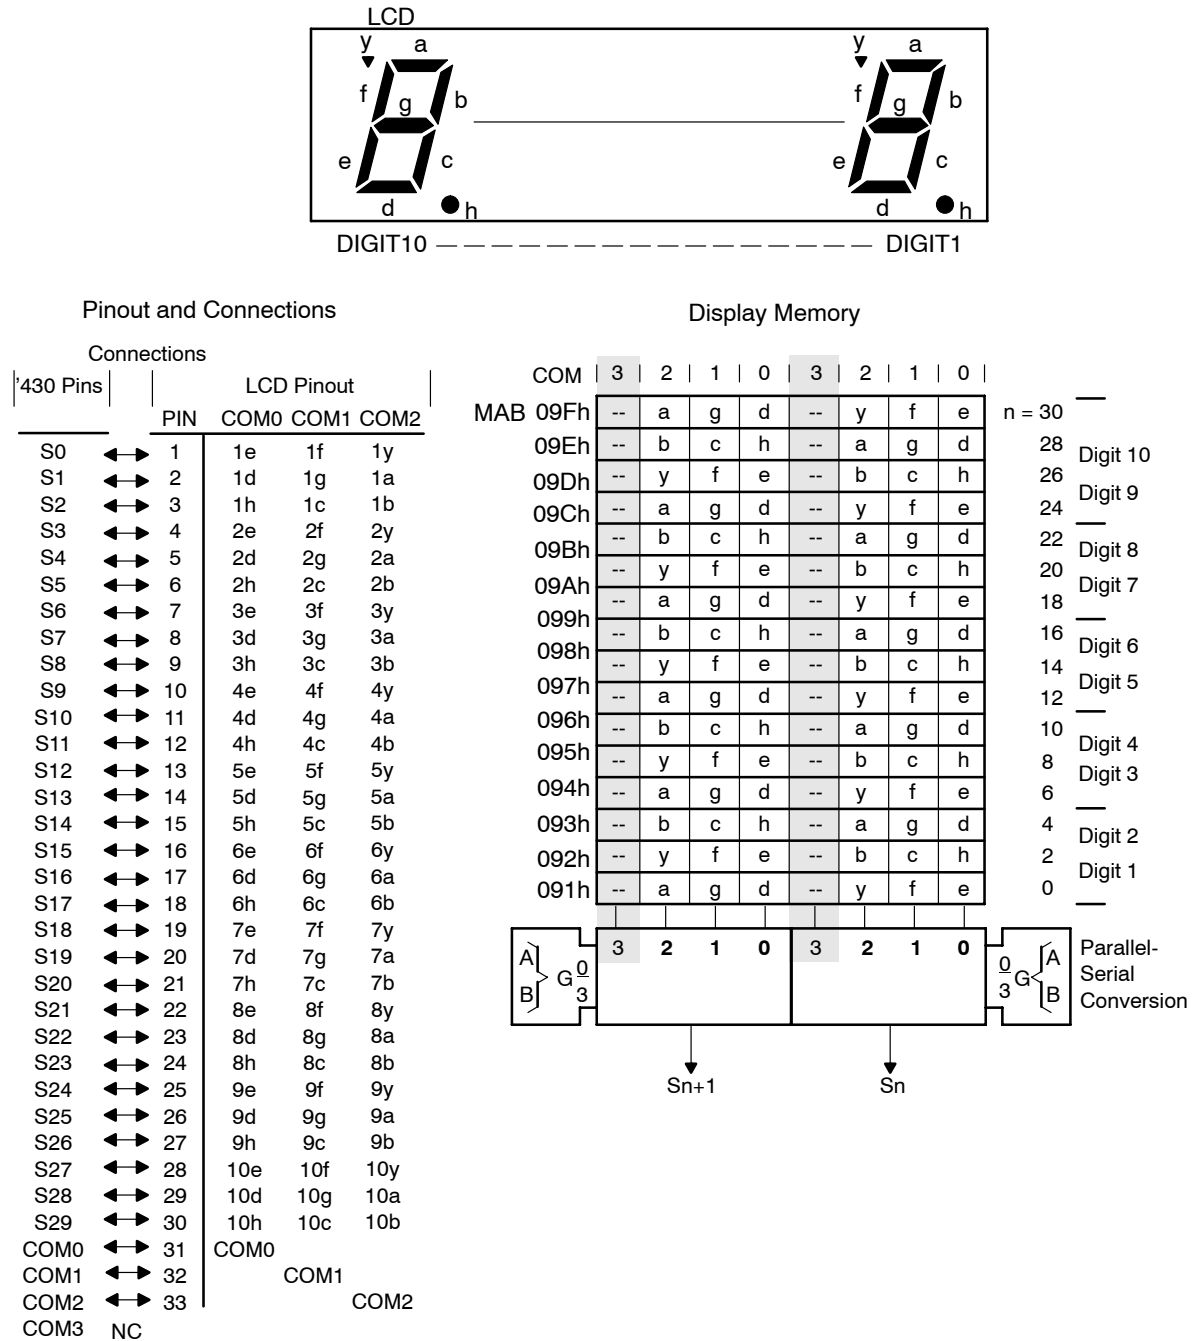 LCD
y a
f g b
e c
d h
y a
f g b
e c
d h
DIGIT10 — — — — — — — — — — — — — — — — DIGIT1
Pinout and Connections
Connections
'430 Pins LCD Pinout
PIN COM0 COM1 COM2
S0 1 1e 1f 1y
S1 2 1d 1g 1a
S2 3 1h 1c 1b
S3 4 2e 2f 2y
S4 5 2d 2g 2a
S5 6 2h 2c 2b
S6 7 3e 3f 3y
S7 8 3d 3g 3a
S8 9 3h 3c 3b
S9 10 4e 4f 4y
S10 11 4d 4g 4a
S11 12 4h 4c 4b
S12 13 5e 5f 5y
S13 14 5d 5g 5a
S14 15 5h 5c 5b
S15 16 6e 6f 6y
S16 17 6d 6g 6a
S17 18 6h 6c 6b
S18 19 7e 7f 7y
S19 20 7d 7g 7a
S20 21 7h 7c 7b
S21 22 8e 8f 8y
S22 23 8d 8g 8a
S23 24 8h 8c 8b
S24 25 9e 9f 9y
S25 26 9d 9g 9a
S26 27 9h 9c 9b
S27 28 10e 10f 10y
S28 29 10d 10g 10a
S29 30 10h 10c 10b
COM0 31 COM0
COM1 32 COM1
COM2 33 COM2
COM3 NC
Display Memory
COM 3 2 1 0 3 2 1 0
MAB 09Fh -- a g d -- y f e n = 30
09Eh -- b c h -- a g d 28 Digit 10
09Dh -- y f e -- b c h 26 Digit 9
09Ch -- a g d -- y f e 24
09Bh -- b c h -- a g d 22 Digit 8
09Ah -- y f e -- b c h 20 Digit 7
099h -- a g d -- y f e 18
098h -- b c h -- a g d 16 Digit 6
097h -- y f e -- b c h 14 Digit 5
096h -- a g d -- y f e 12
095h -- b c h -- a g d 10 Digit 4
094h -- y f e -- b c h 8 Digit 3
-- a g d -- y f e 6
093h -- b c h -- a g d 4 Digit 2
092h -- y f e -- b c h 2 Digit 1
091h -- a g d -- y f e 0
A B G 0 3
3 2 1 0 3 2 1 0
0 3 G A B
Parallel-
Serial
Conversion
Sn+1 Sn